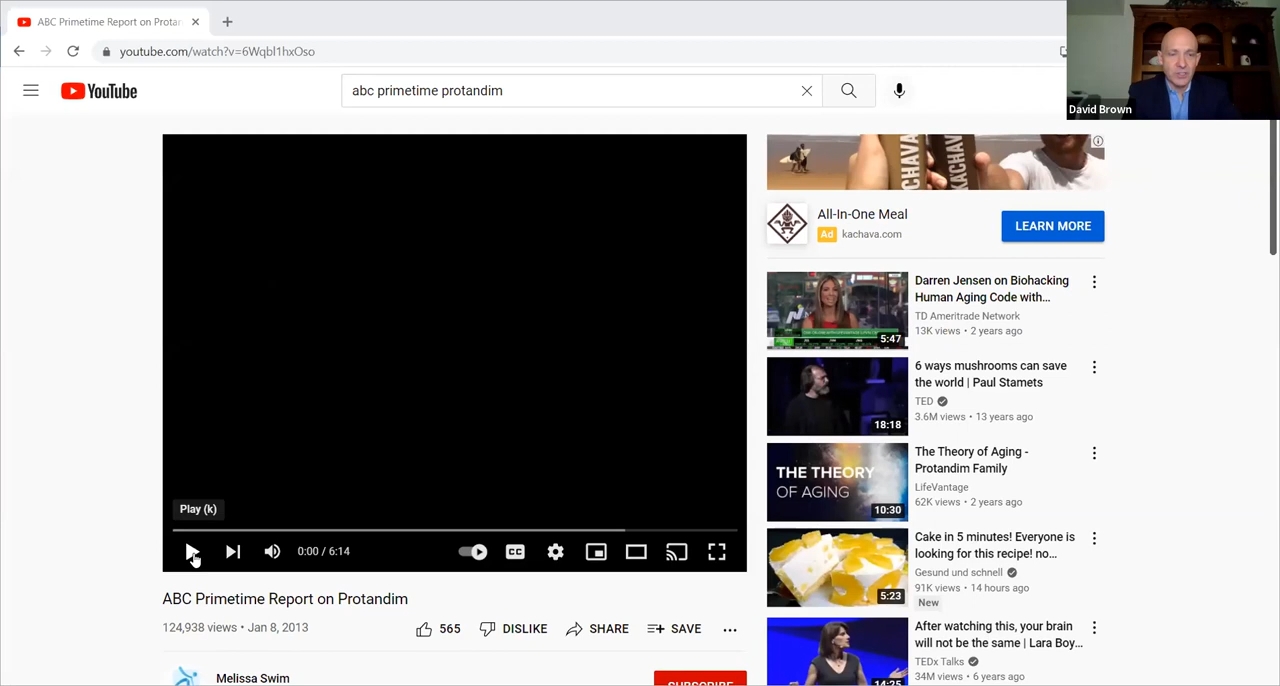 ABC Primetime Report on Protan
youtube.com/watch?v=6Wqbl1hxOso
YouTube
abc primetime protandim
David Brown
KACHAVA
KACHAVA
All-In-One Meal
Ad kachava.com
LEARN MORE
Darren Jensen on Biohacking
Human Aging Code with...
TD Ameritrade Network
13K views • 2 years ago
5:47
6 ways mushrooms can save
the world | Paul Stamets
TED
3.6M views • 13 years ago
18:18
THE THEORY
OF AGING
10:30
The Theory of Aging -
Protandim Family
LifeVantage
62K views • 2 years ago
Cake in 5 minutes! Everyone is
looking for this recipe! no...
Gesund und schnell
91K views • 14 hours ago
New
5:23
After watching this, your brain
will not be the same | Lara Boy...
TEDx Talks
34M views • 6 years ago
14:25
Play (k)
0:00 / 6:14
CC
ABC Primetime Report on Protandim
124,938 views • Jan 8, 2013
565
DISLIKE
SHARE
SAVE
Melissa Swim
SUBSCRIBE